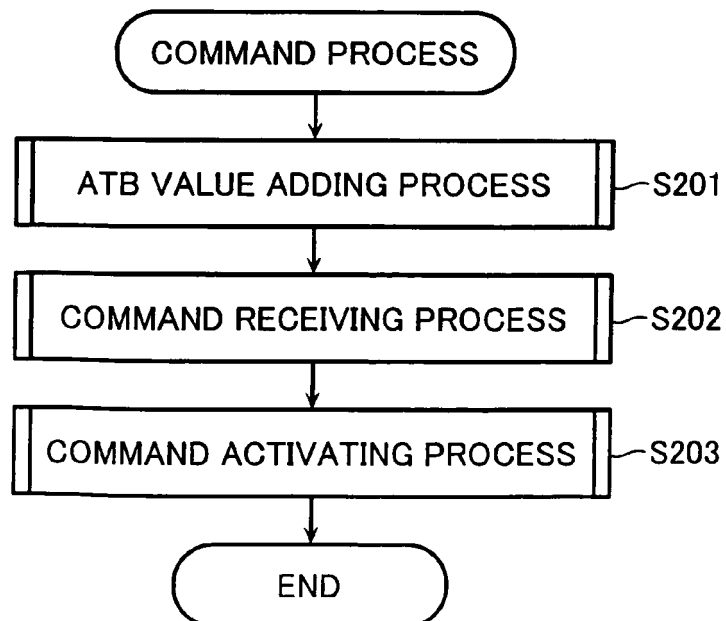 COMMAND PROCESS
ATB VALUE ADDING PROCESS S201
COMMAND RECEIVING PROCESS S202
COMMAND ACTIVATING PROCESS S203
END